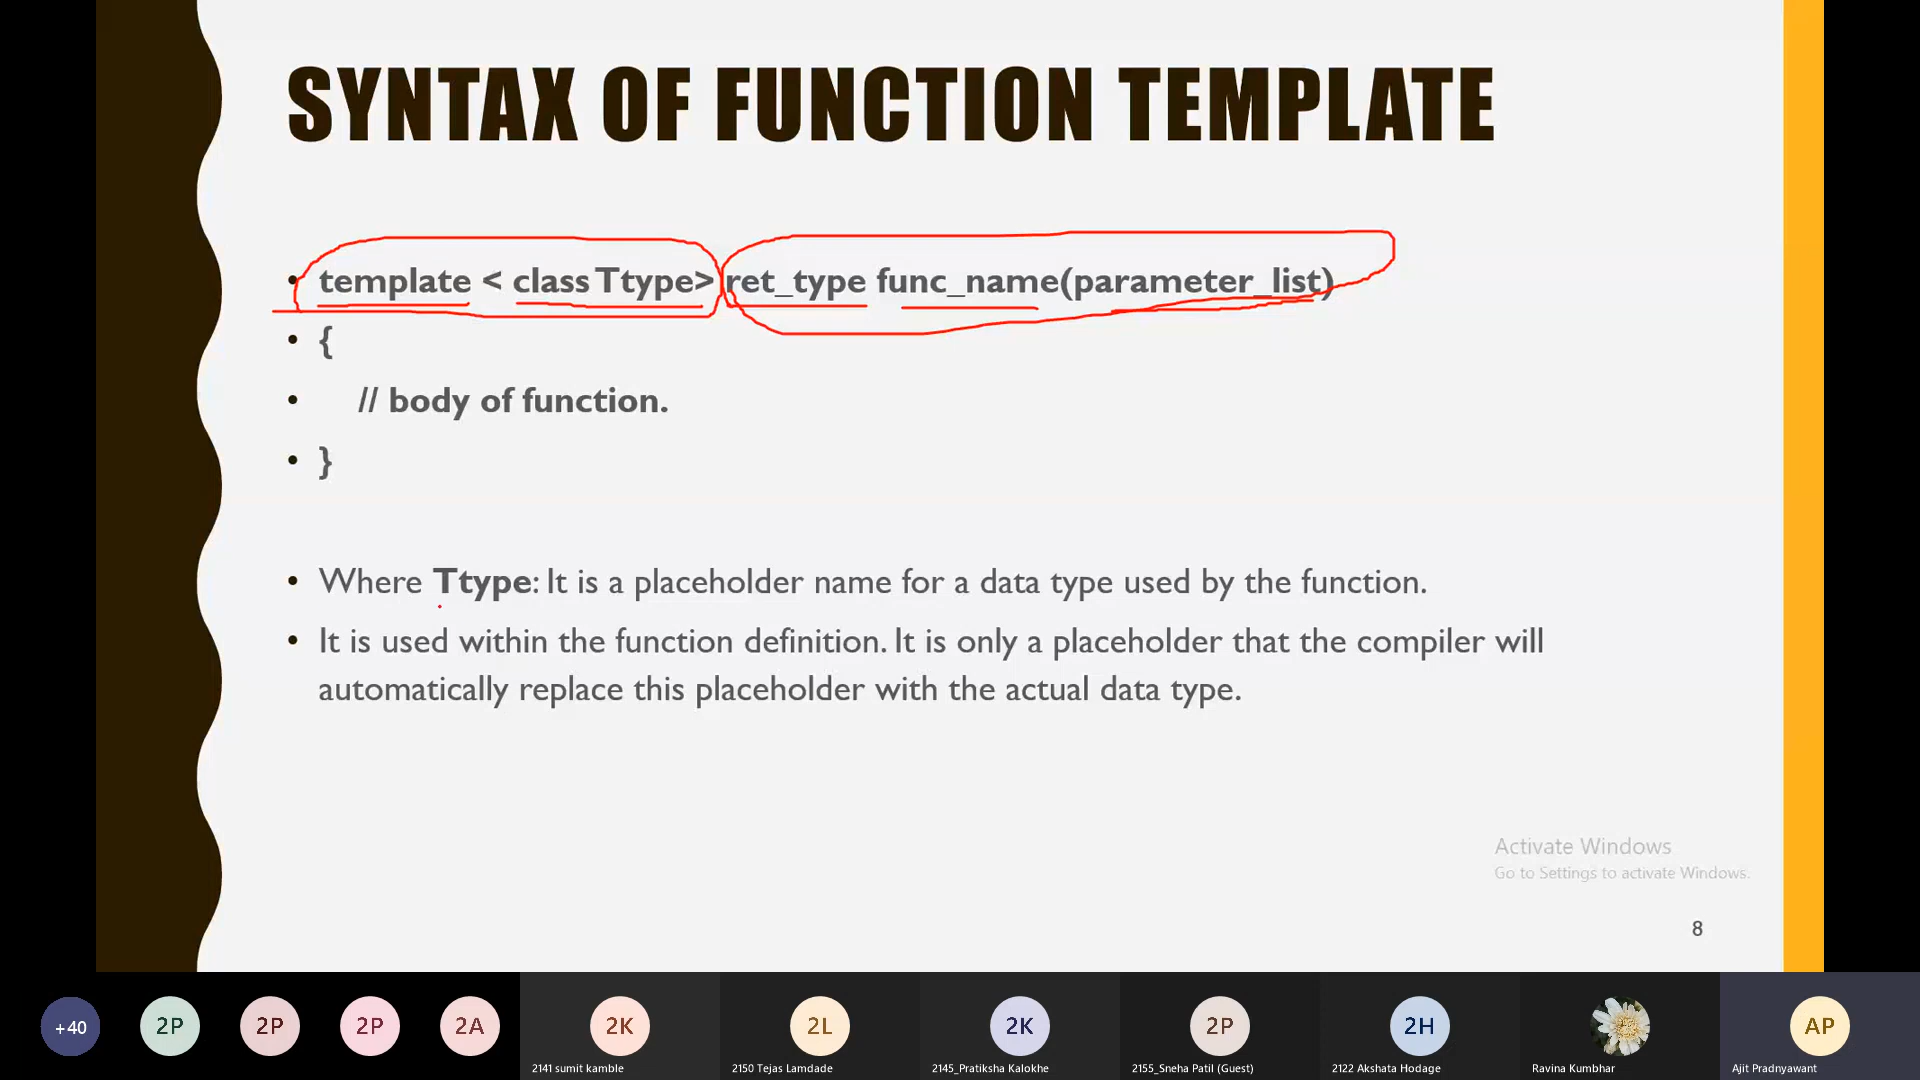 SYNTAX OF FUNCTION TEMPLATE
• template < class Ttype> ret_type func_name(parameter_list)
• {
• // body of function.
• }
• Where Ttype: It is a placeholder name for a data type used by the function.
• It is used within the function definition. It is only a placeholder that the compiler will
automatically replace this placeholder with the actual data type.
Activate Windows
Go to Settings to activate Windows.
8
+40 2P 2P 2P 2A 2K 2L 2K 2P 2H AP
2141 sumit kamble 2150 Tejas Lamdade 2145_Pratiksha Kalokhe 2155_Sneha Patil (Guest) 2122 Akshata Hodage Ravina Kumbhar Ajit Pradnyawant